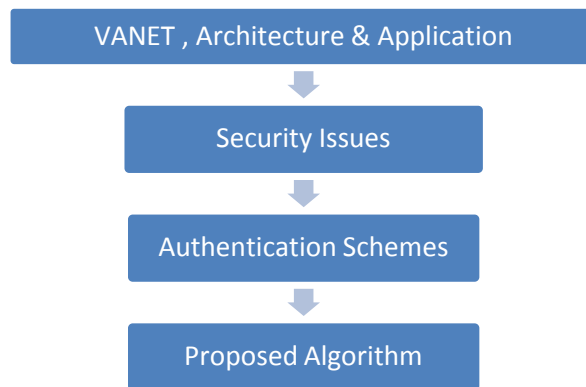 VANET , Architecture & Application
Security Issues
Authentication Schemes
Proposed Algorithm